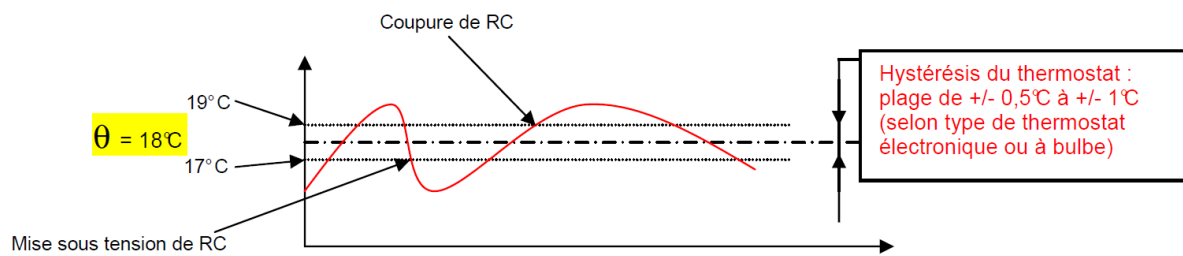 Coupure de RC
19°C
θ = 18°C
17°C
Mise sous tension de RC
Hystérésis du thermostat :
plage de +/- 0,5°C à +/- 1°C
(selon type de thermostat
électronique ou à bulbe)